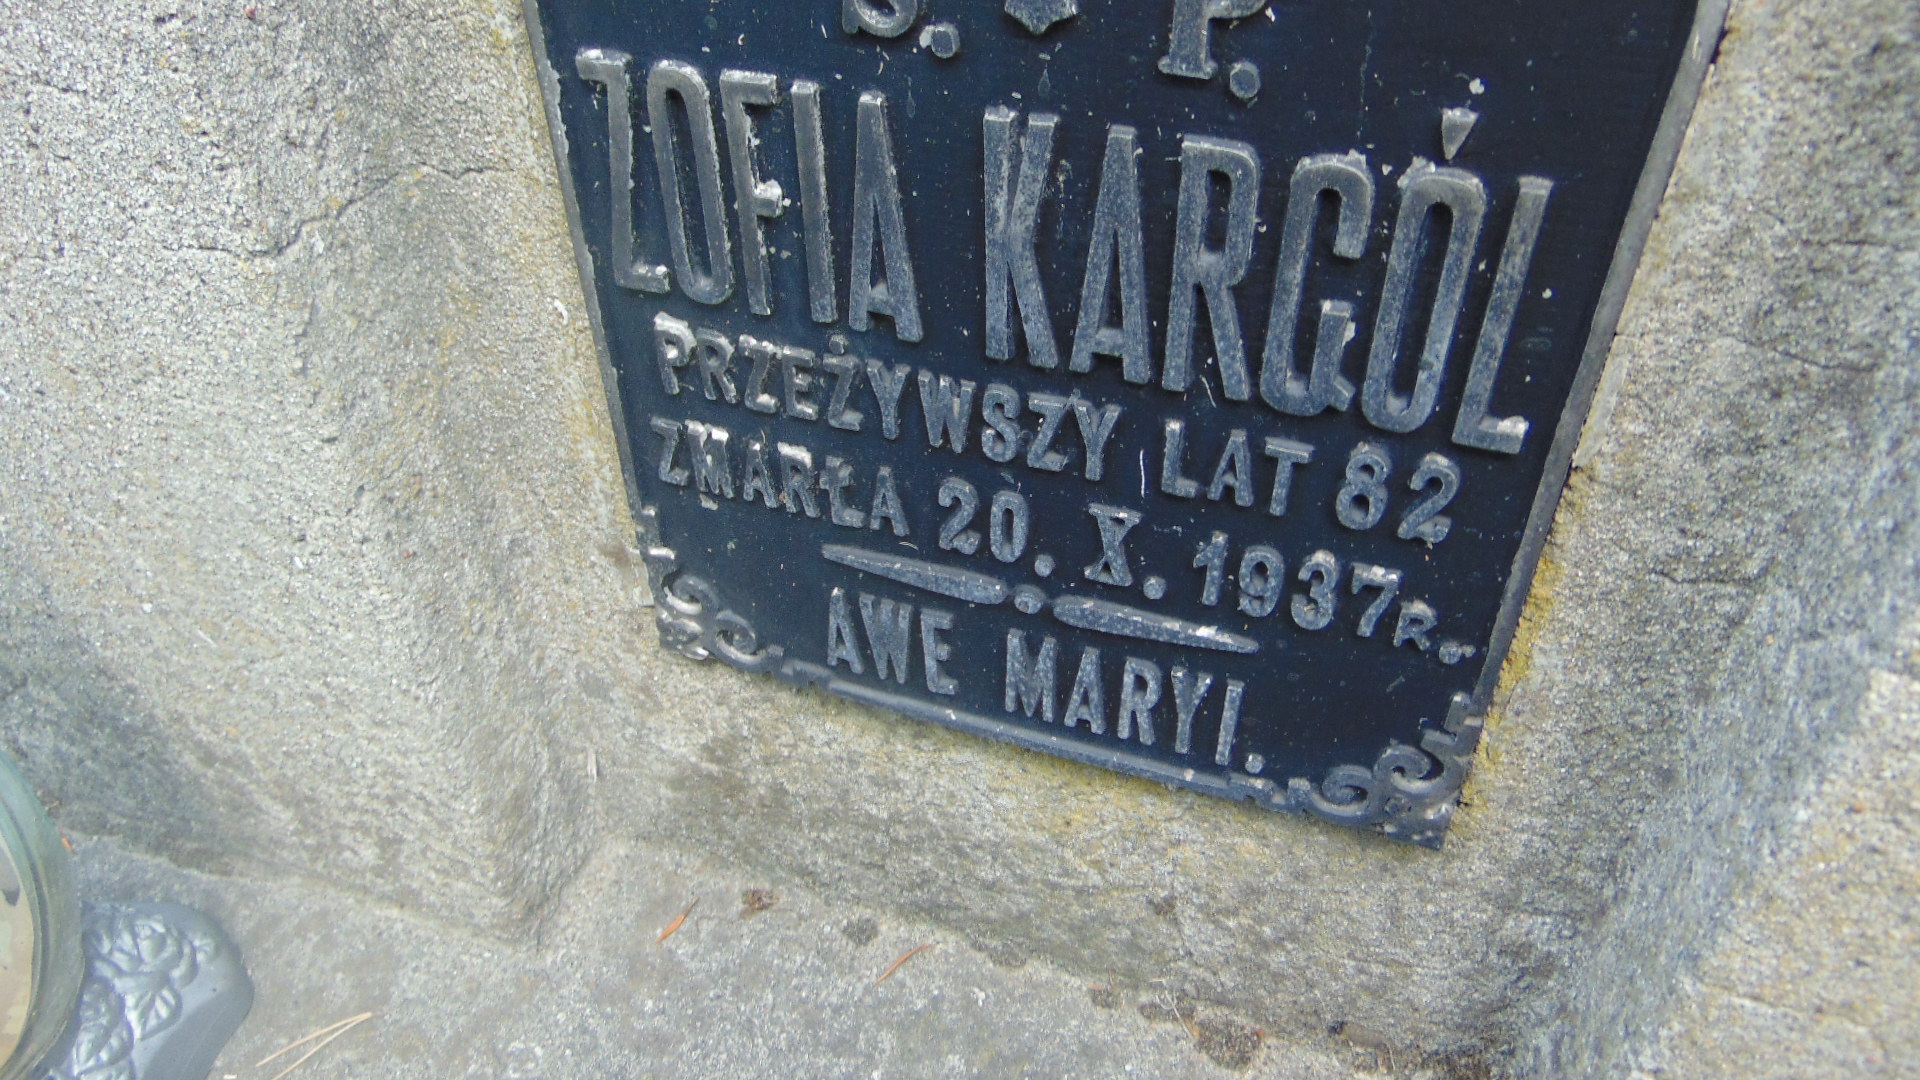 S. P.
ZOFIA KARGÓL
PRZEŻYWSZY LAT 82
ZMARŁA 20. X. 1937 R.
AWE MARYI.